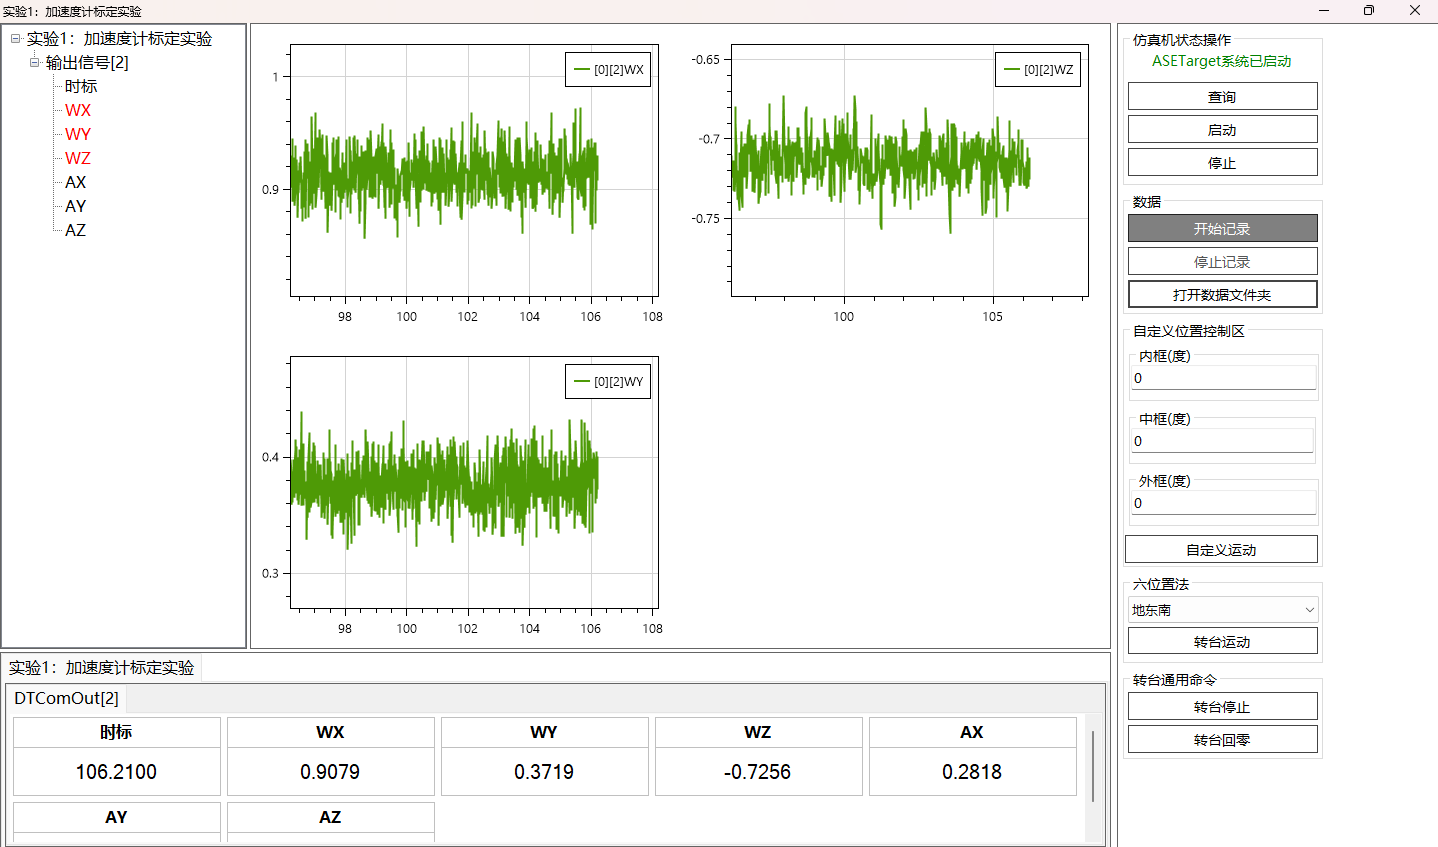 实验1：加速度计标定实验
实验1：加速度计标定实验
输出信号[2]
时标
WX
WY
WZ
AX
AY
AZ
[0][2]WX
1
0.9
98
100
102
104
106
108
[0][2]WZ
-0.65
-0.7
-0.75
100
105
[0][2]WY
0.4
0.3
98
100
102
104
106
108
仿真机状态操作
ASETarget系统已启动
查询
启动
停止
数据
开始记录
停止记录
打开数据文件夹
自定义位置控制区
内框(度)
0
中框(度)
0
外框(度)
0
自定义运动
六位置法
地东南
转台运动
转台通用命令
转台停止
转台回零
实验1：加速度计标定实验
DTComOut[2]
时标
WX
WY
WZ
AX
106.2100
0.9079
0.3719
-0.7256
0.2818
AY
AZ